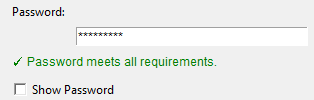 Password:
*********
✓ Password meets all requirements.
Show Password